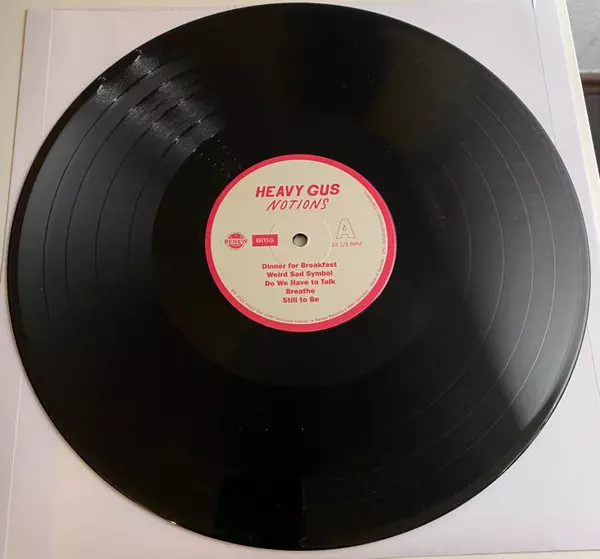 HEAVY GUS
NOTIONS
RENEW
BMG
A
33 1/3 RPM
Dinner for Breakfast
Weird Sad Symbol
Do We Have to Talk
Breathe
Still to Be